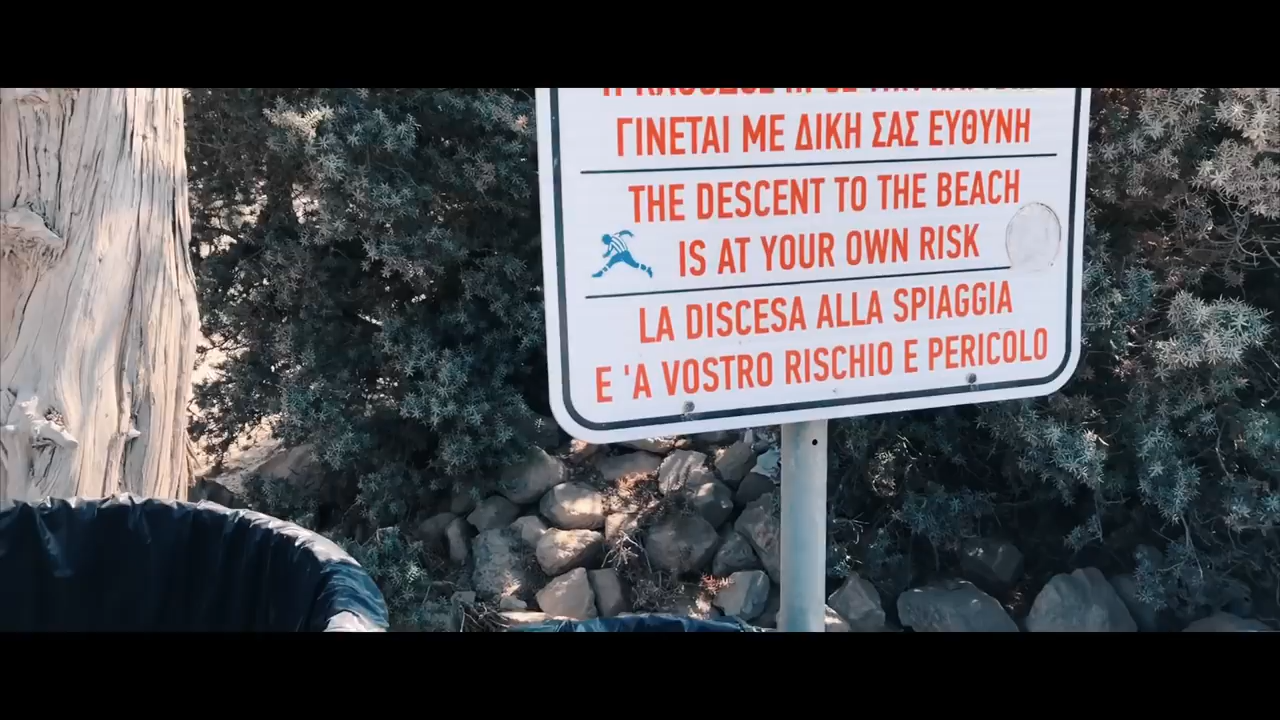 ΓΙΝΕΤΑΙ ΜΕ ΔΙΚΗ ΣΑΣ ΕΥΘΥΝΗ
THE DESCENT TO THE BEACH
IS AT YOUR OWN RISK
LA DISCESA ALLA SPIAGGIA
E 'A VOSTRO RISCHIO E PERICOLO